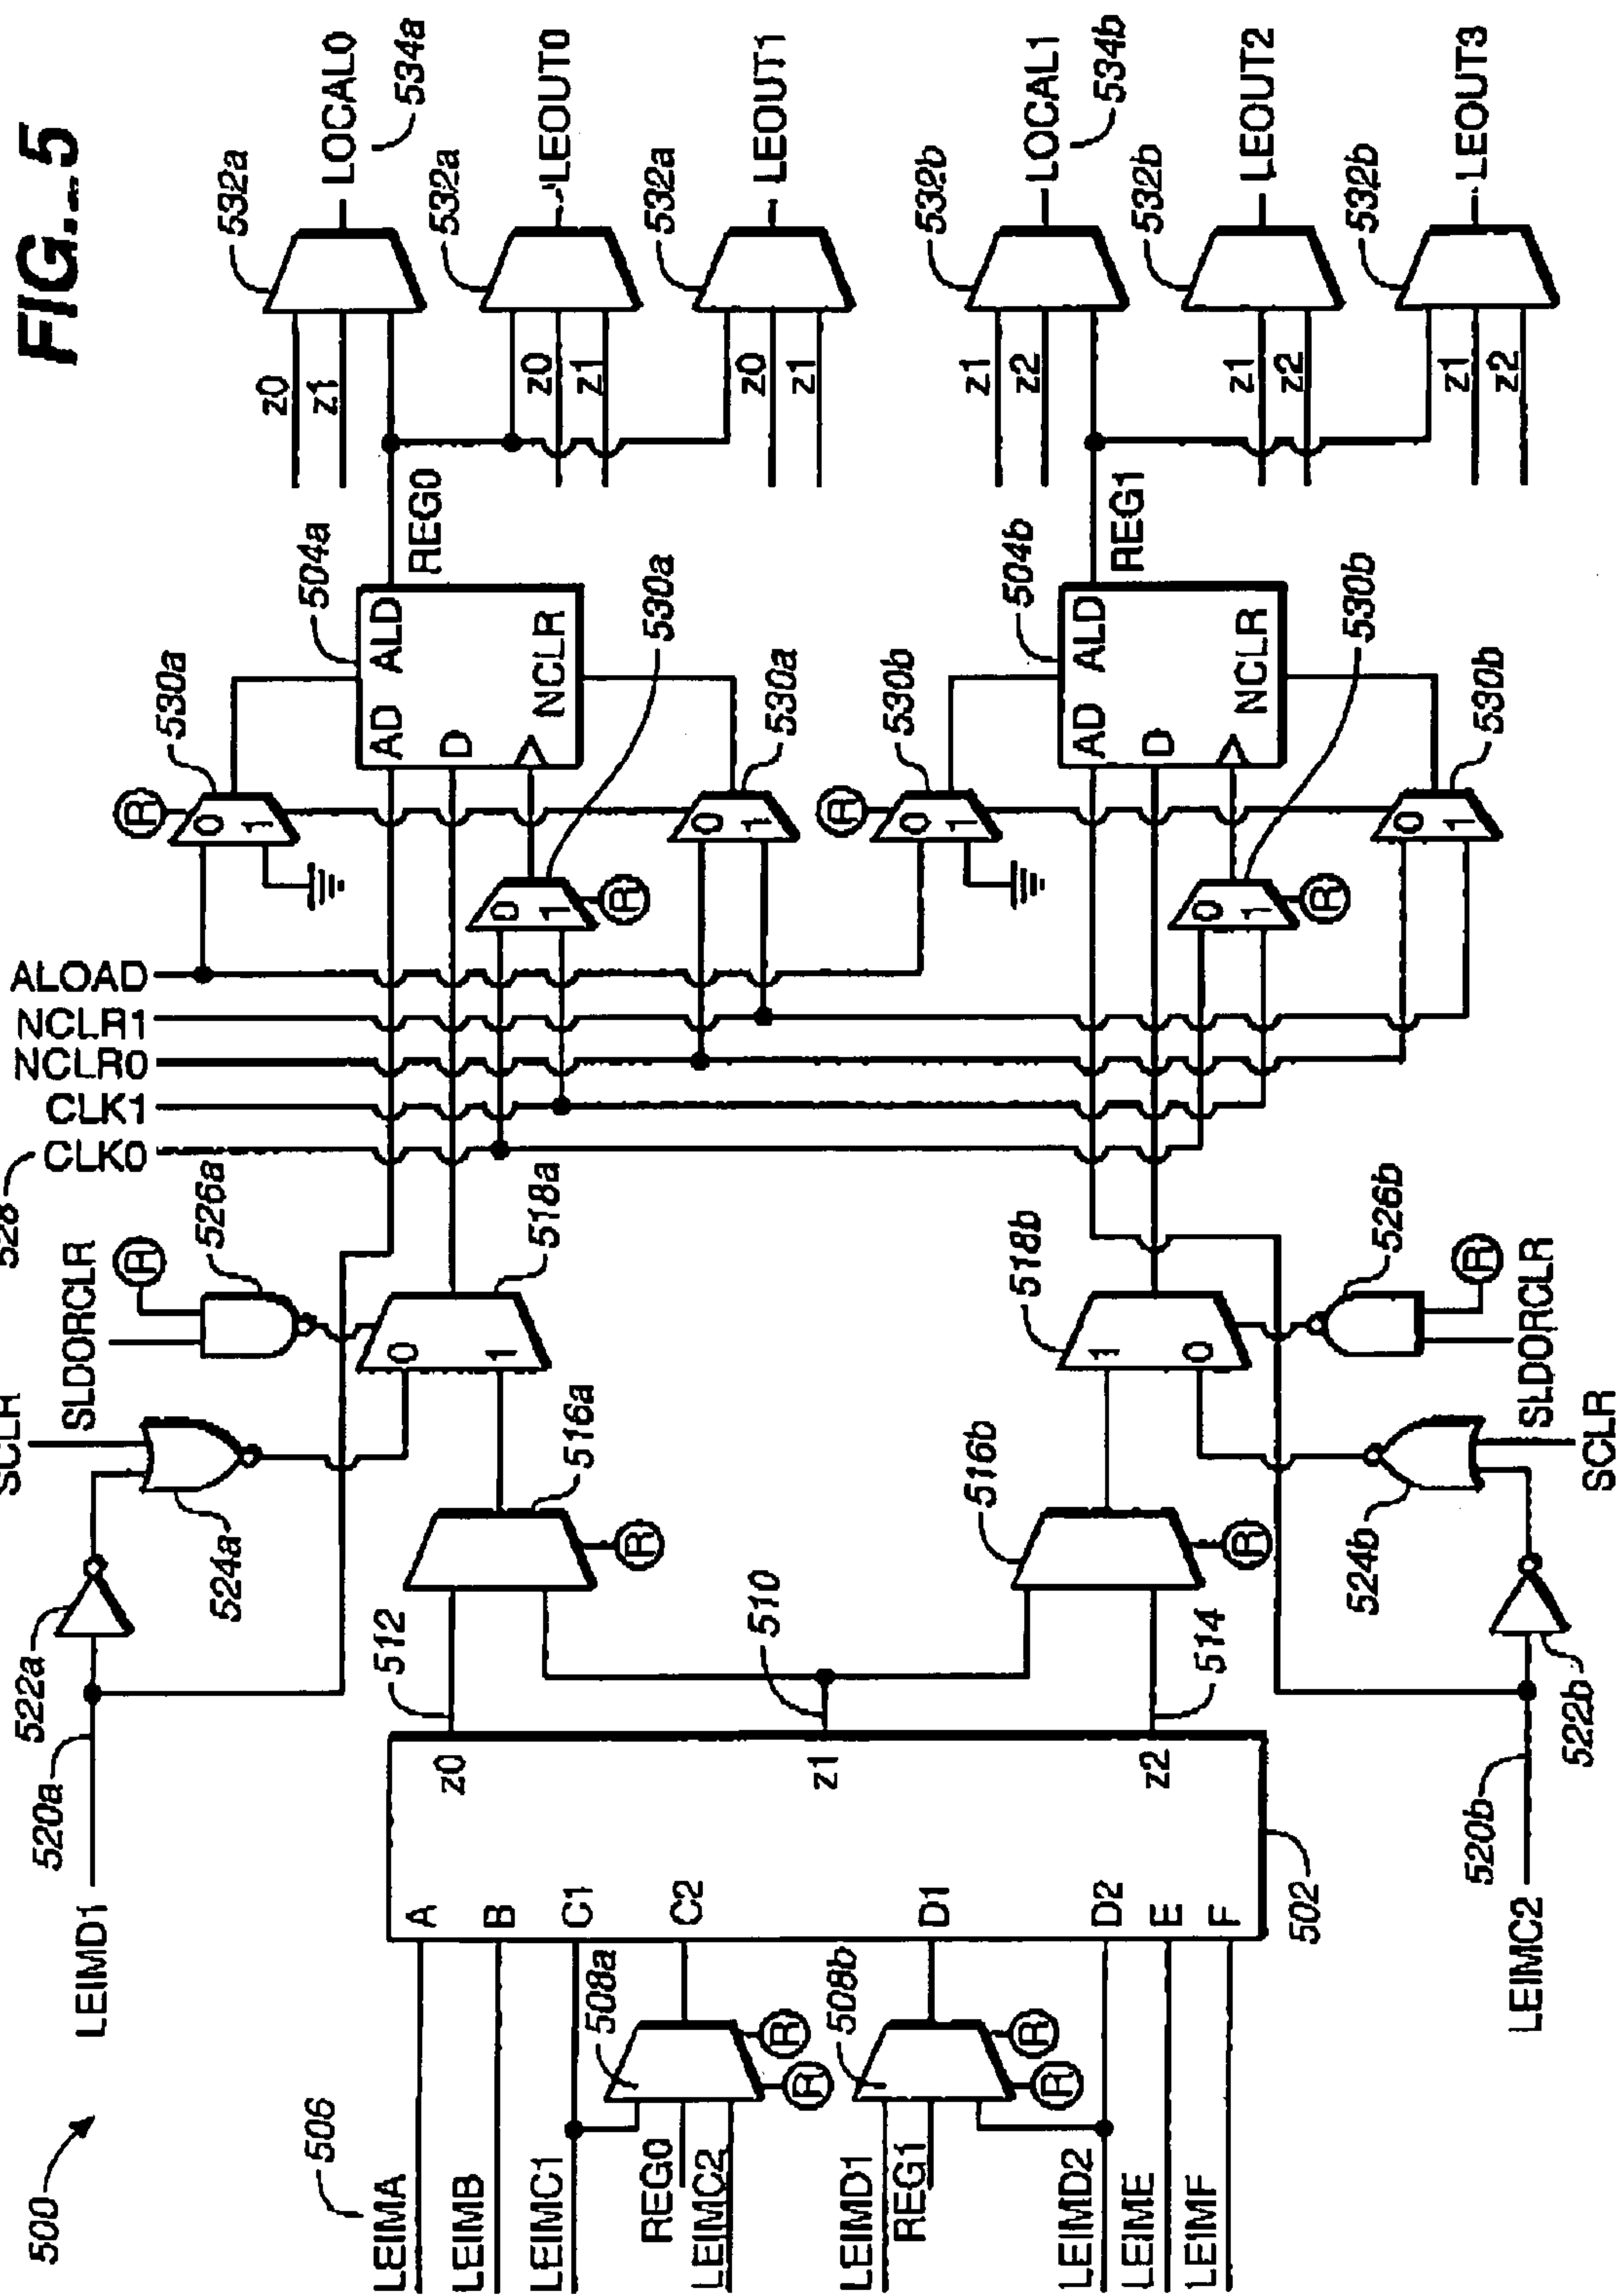 FIG._5
500
506
LEIMA
LEIMB
LEIMC1
REG0
LEIMC2
LEIMD1
REG1
LEIMD2
LEIME
LEIMF
508a
R
R
508b
R
R
A
B
C1
C2
D1
D2
E
F
z0
z1
z2
502
LEIMD1
520a
522a
524a
SCLR
SLDORCLR
R
526a
512
510
514
516a
R
516b
R
0
1
518a
1
0
518b
LEIMC2
520b
522b
524b
SCLR
SLDORCLR
R
526b
528
CLK0
CLK1
NCLR0
NCLR1
ALOAD
R
0
1
530a
0
1
R
530a
0
1
530a
AD
ALD
D
NCLR
504a
REG0
R
0
1
530b
0
1
R
530b
0
1
530b
AD
ALD
D
NCLR
504b
REG1
z0
z1
532a
LOCAL0
534a
z0
z1
532a
LEOUT0
z0
z1
532a
LEOUT1
z1
z2
532b
LOCAL1
534b
z1
z2
532b
LEOUT2
z1
z2
532b
LEOUT3